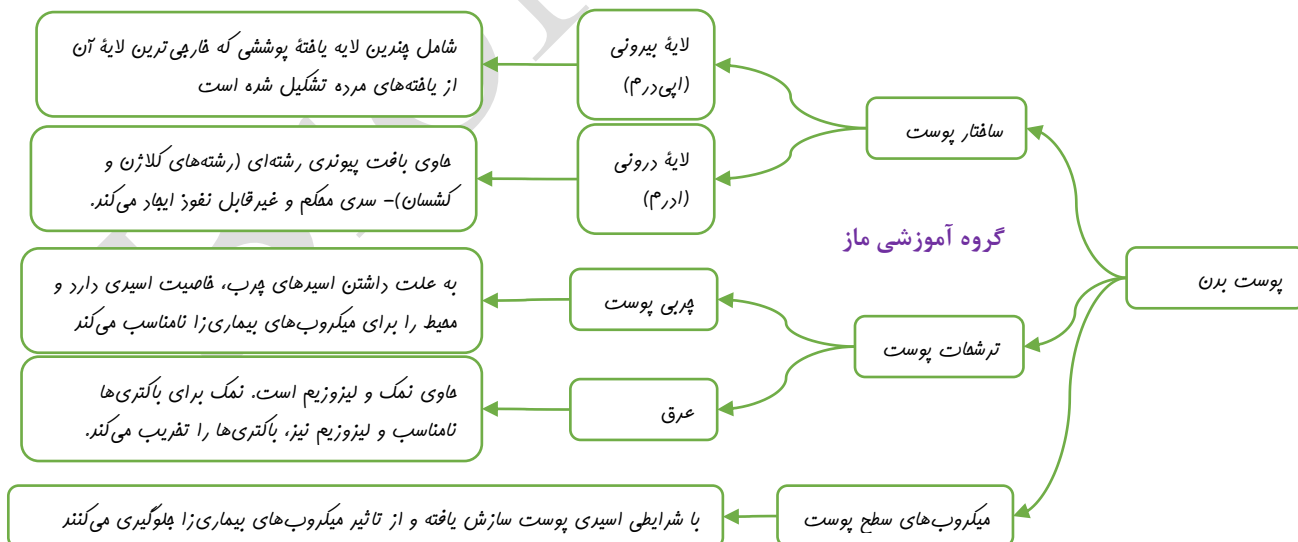 پوست بدن
ساختار پوست
لایهٔ بیرونی
(اپی‌درم)
شامل چندین لایه یافتهٔ پوششی که خارجی‌ترین لایهٔ آن
از یافته‌های مرده تشکیل شده است
لایهٔ درونی
(ادرم)
حاوی بافت پیوندی رشته‌ای (رشته‌های کلاژن و
کشسان)- سدی محکم و غیرقابل نفوذ ایجاد می‌کند.
گروه آموزشی ماز
ترشحات پوست
چربی پوست
به علت داشتن اسیدهای چرب، خاصیت اسیدی دارد و
محیط را برای میکروب‌های بیماری‌زا نامناسب می‌کند
عرق
حاوی نمک و لیزوزیم است. نمک برای باکتری‌ها
نامناسب و لیزوزیم نیز، باکتری‌ها را تخریب می‌کند.
میکروب‌های سطح پوست
با شرایطی اسیدی پوست سازش یافته و از تاثیر میکروب‌های بیماری‌زا جلوگیری می‌کنند